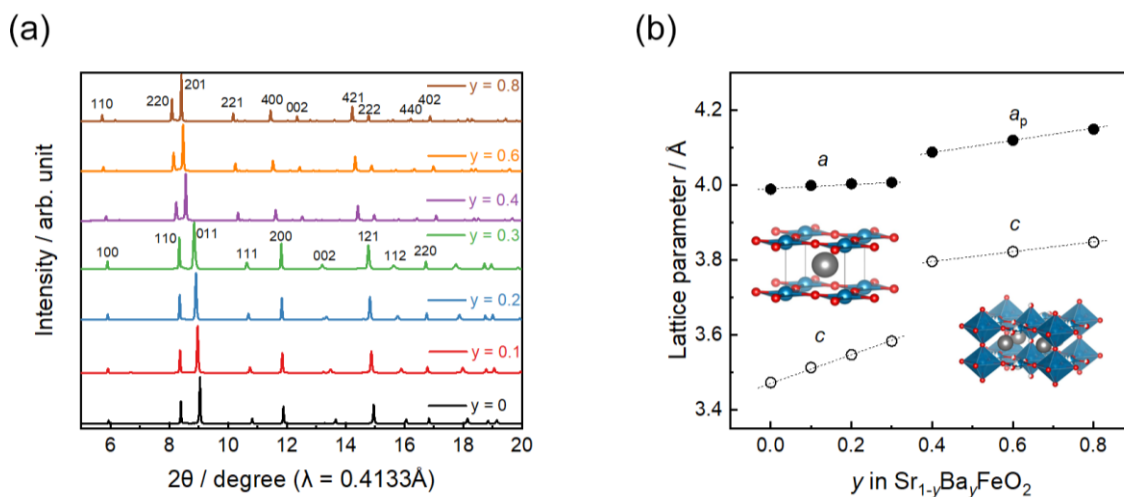 (a)
(b)
110
220
201
221
400
002
421
222
440
402
y = 0.8
y = 0.6
y = 0.4
100
110
011
111
200
002
121
112
220
y = 0.3
y = 0.2
y = 0.1
y = 0
6 8 10 12 14 16 18 20
2θ / degree (λ = 0.4133Å)
Intensity / arb. unit
4.2
4.0
3.8
3.6
3.4
Lattice parameter / Å
a
aₚ
c
c
0.0 0.2 0.4 0.6 0.8
y in Sr₁₋yBayFeO₂